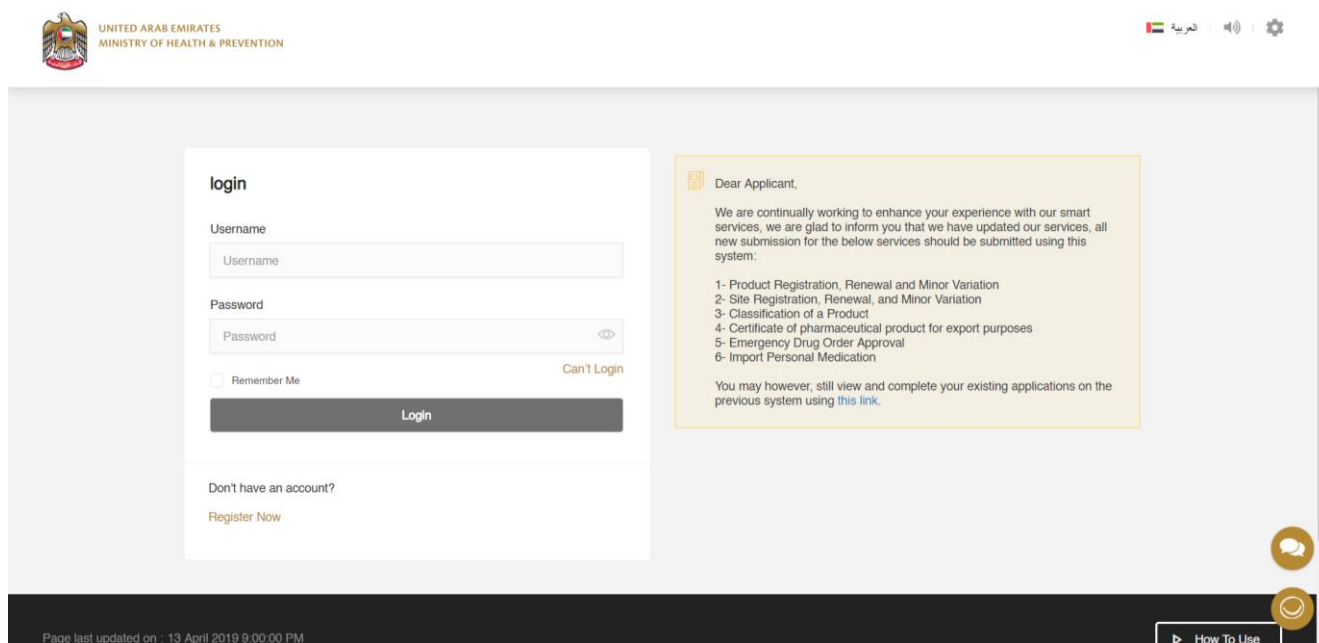 UNITED ARAB EMIRATES
MINISTRY OF HEALTH & PREVENTION
العربية
login
Username
Username
Password
Password
Can't Login
Remember Me
Login
Don't have an account?
Register Now
Dear Applicant,
We are continually working to enhance your experience with our smart
services, we are glad to inform you that we have updated our services, all
new submission for the below services should be submitted using this
system:
1- Product Registration, Renewal and Minor Variation
2- Site Registration, Renewal, and Minor Variation
3- Classification of a Product
4- Certificate of pharmaceutical product for export purposes
5- Emergency Drug Order Approval
6- Import Personal Medication
You may however, still view and complete your existing applications on the
previous system using this link.
Page last updated on : 13 April 2019 9:00:00 PM
How To Use